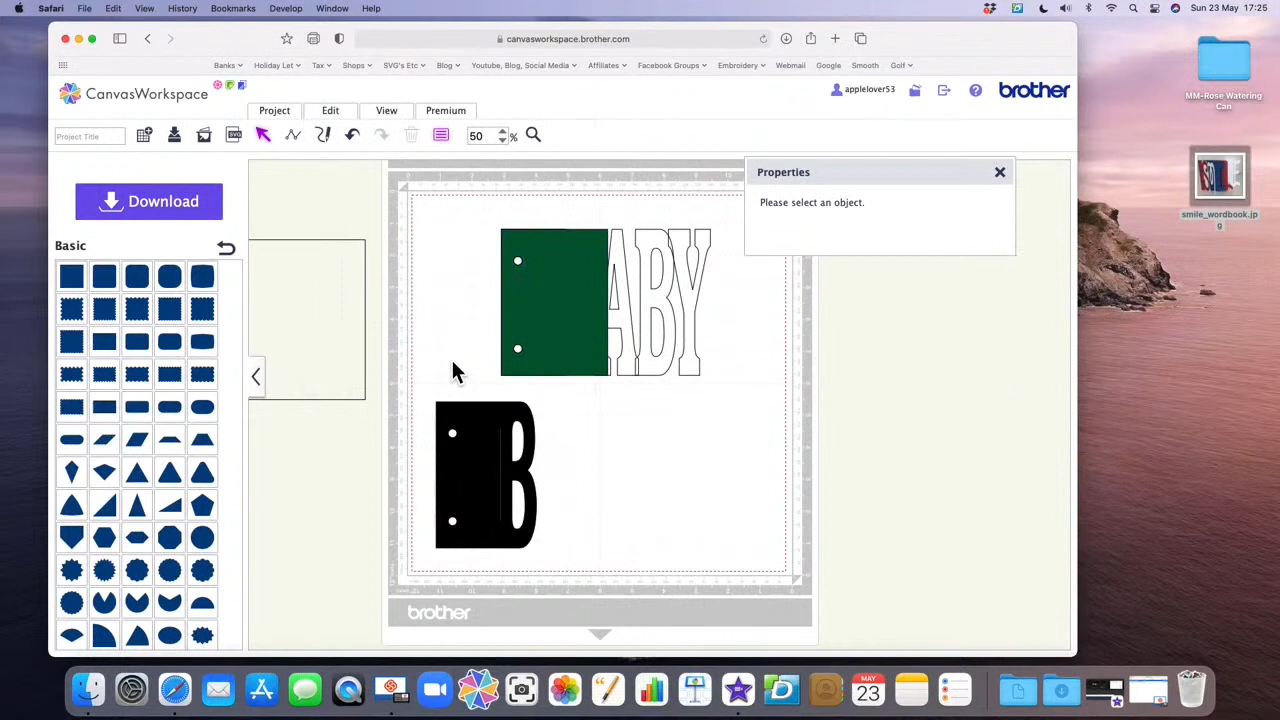 Safari File Edit View History Bookmarks Develop Window Help Sun 23 May 17:25
canvasworkspace.brother.com
Banks Holiday Let Tax Shops SVG's Etc Blog Youtube, Blog, Social Media Affiliates Facebook Groups Embroidery Webmail Google Smooth Golf
CanvasWorkspace applelover53 brother
Project Edit View Premium
Project Title SVG 50 %
Download
Basic
Properties
Please select an object.
ABY
B
brother
MM-Rose Watering
Can
smile_wordbook.jp
g
MAY
23